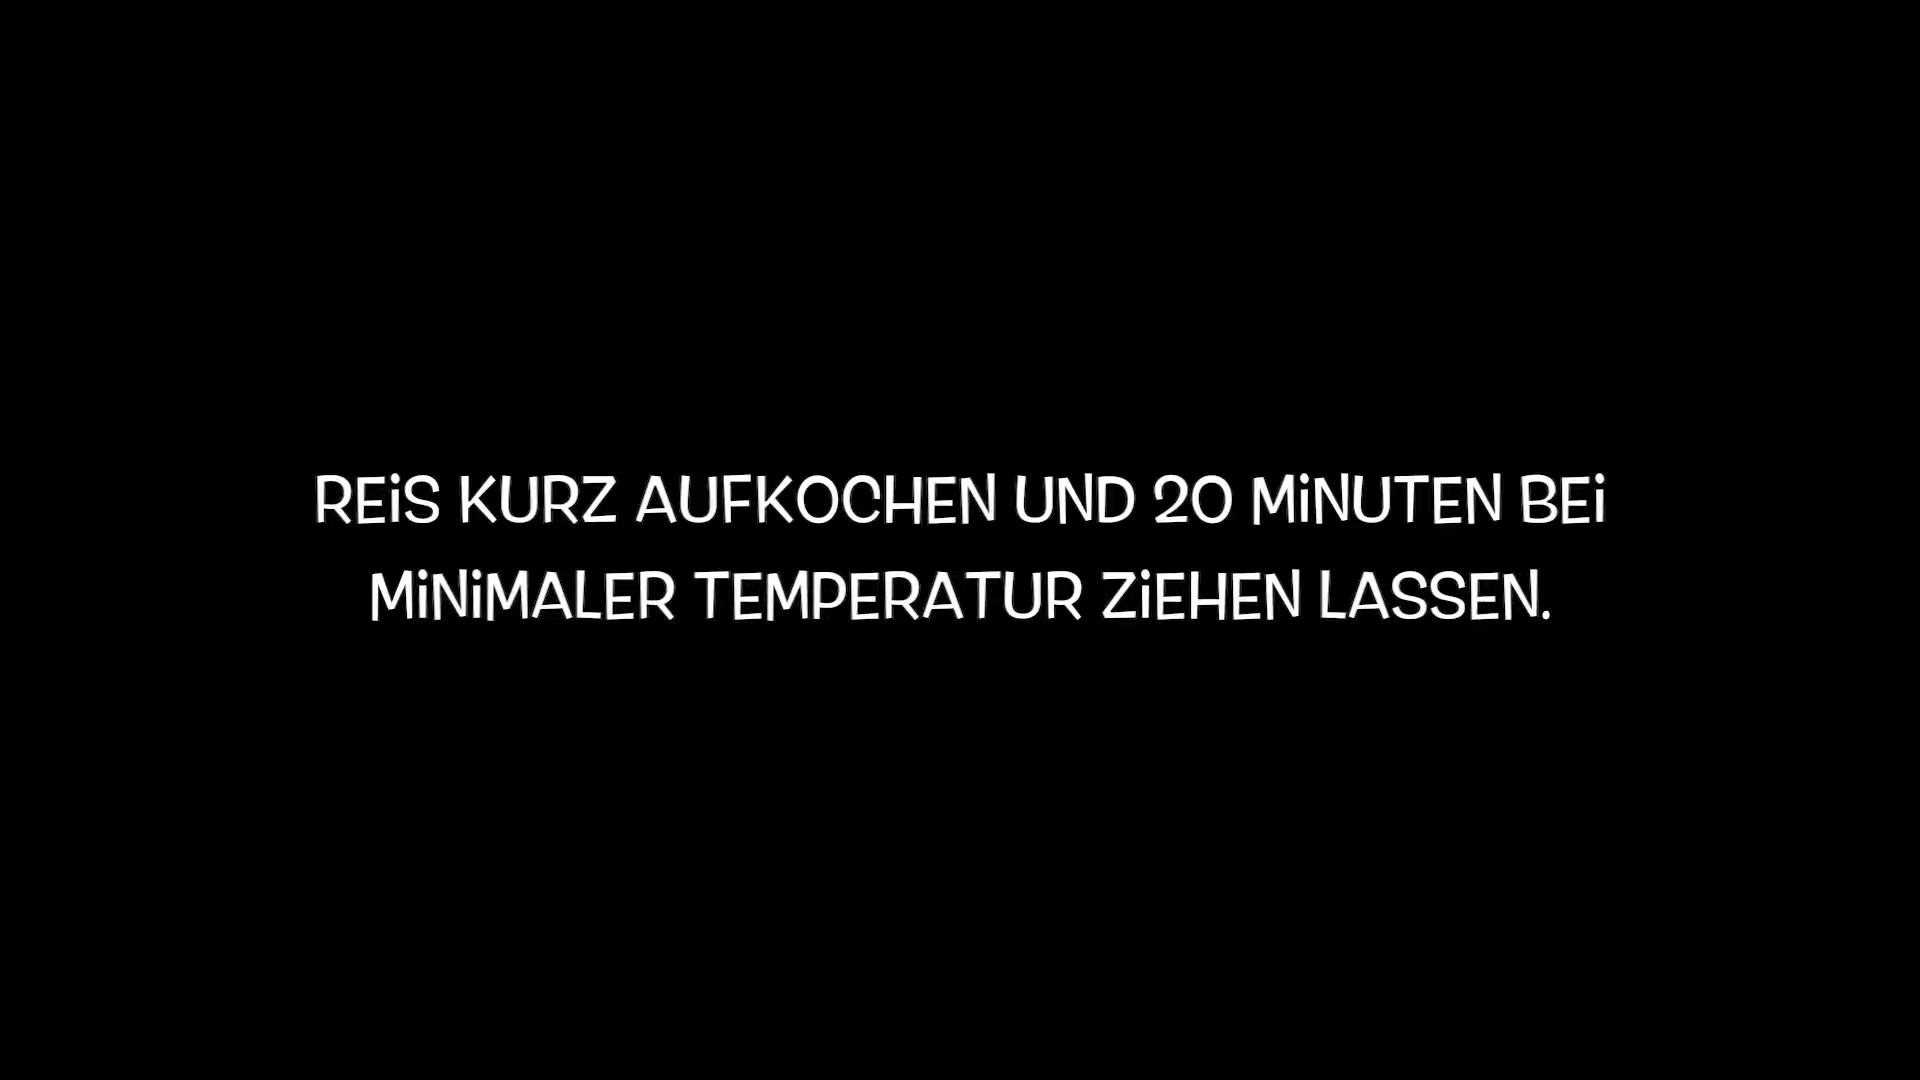 REiS KURZ AUFKOCHEN UND 20 MiNUTEN BEi
MiNiMALER TEMPERATUR ZiEHEN LASSEN.